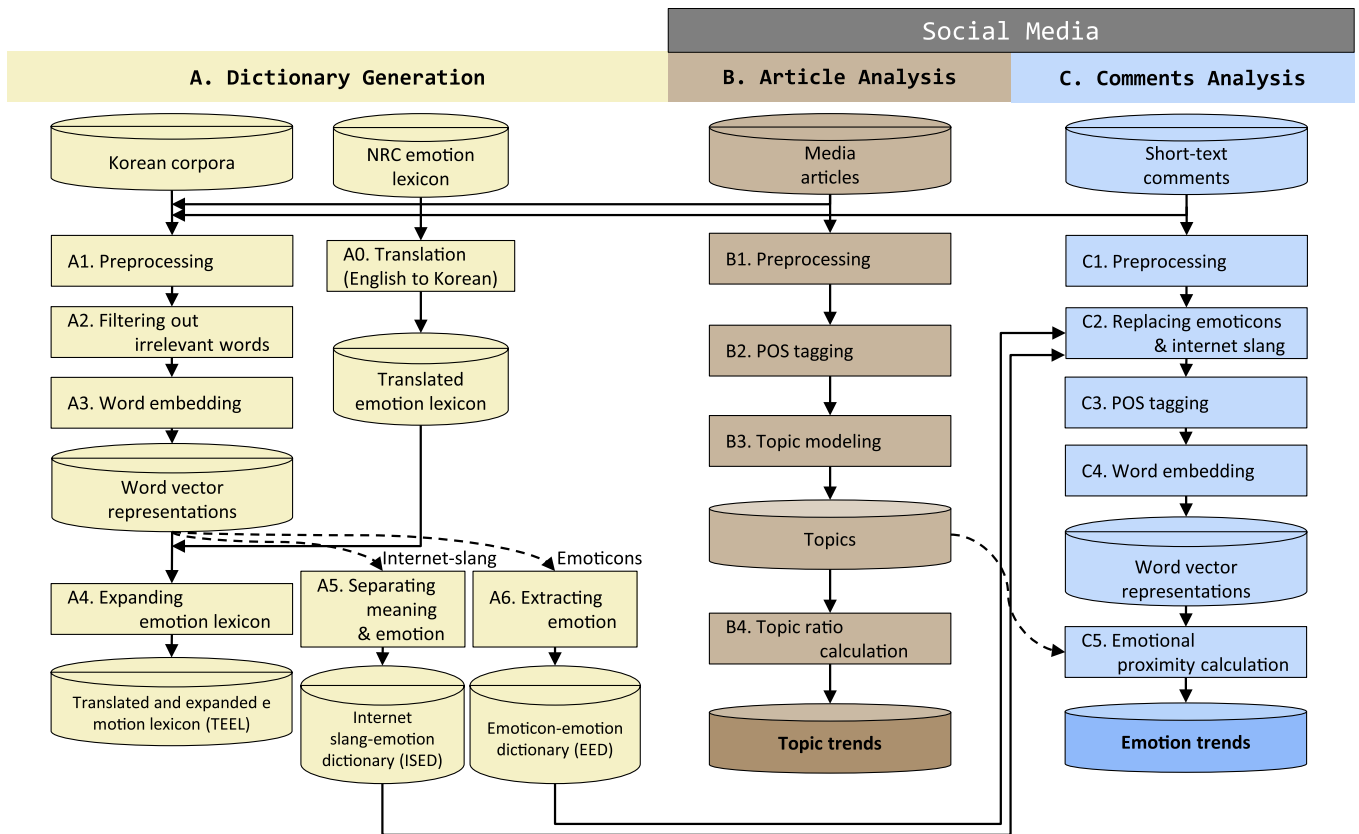 Social Media
A. Dictionary Generation
B. Article Analysis
C. Comments Analysis
Korean corpora
NRC emotion
lexicon
Media
articles
Short-text
comments
A1. Preprocessing
A0. Translation
(English to Korean)
B1. Preprocessing
C1. Preprocessing
A2. Filtering out
irrelevant words
C2. Replacing emoticons
& internet slang
B2. POS tagging
Translated
emotion lexicon
A3. Word embedding
C3. POS tagging
B3. Topic modeling
C4. Word embedding
Word vector
representations
Topics
Word vector
representations
Internet-slang
Emoticons
A4. Expanding
emotion lexicon
A5. Separating
meaning
& emotion
A6. Extracting
emotion
B4. Topic ratio
calculation
C5. Emotional
proximity calculation
Translated and expanded e
motion lexicon (TEEL)
Internet
slang-emotion
dictionary (ISED)
Emoticon-emotion
dictionary (EED)
Topic trends
Emotion trends